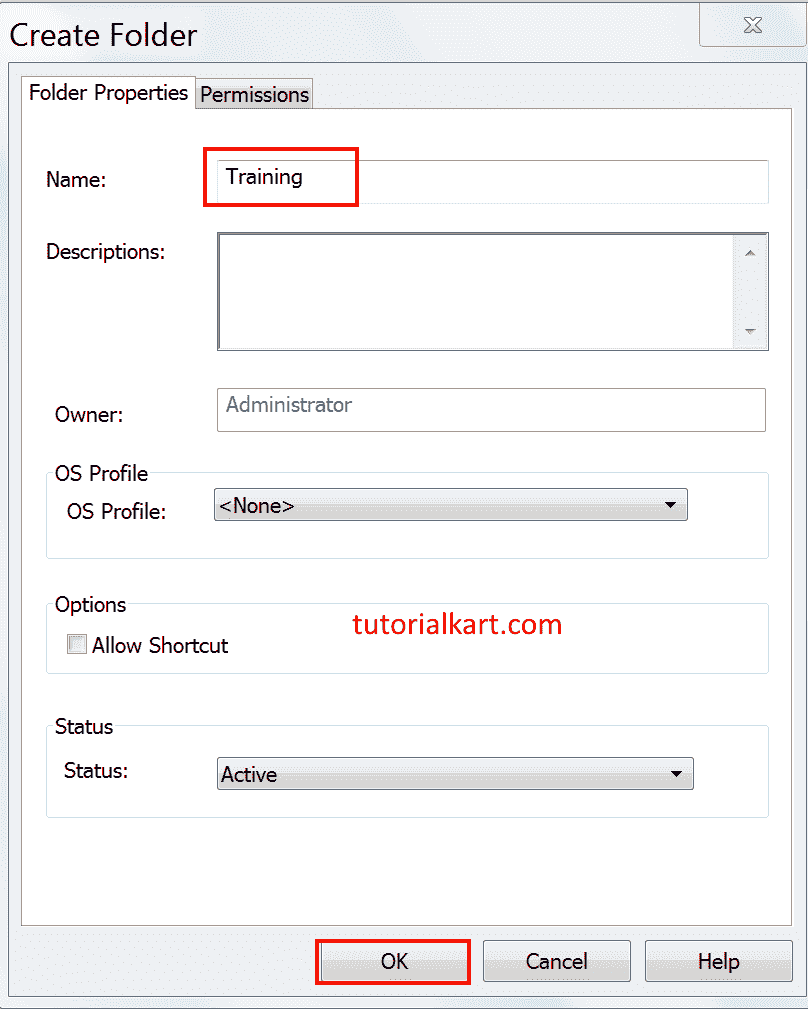 Create Folder
Folder Properties Permissions
Name: Training
Descriptions:
Owner: Administrator
OS Profile
OS Profile: <None>
Options
tutorialkart.com
Allow Shortcut
Status
Status: Active
OK Cancel Help